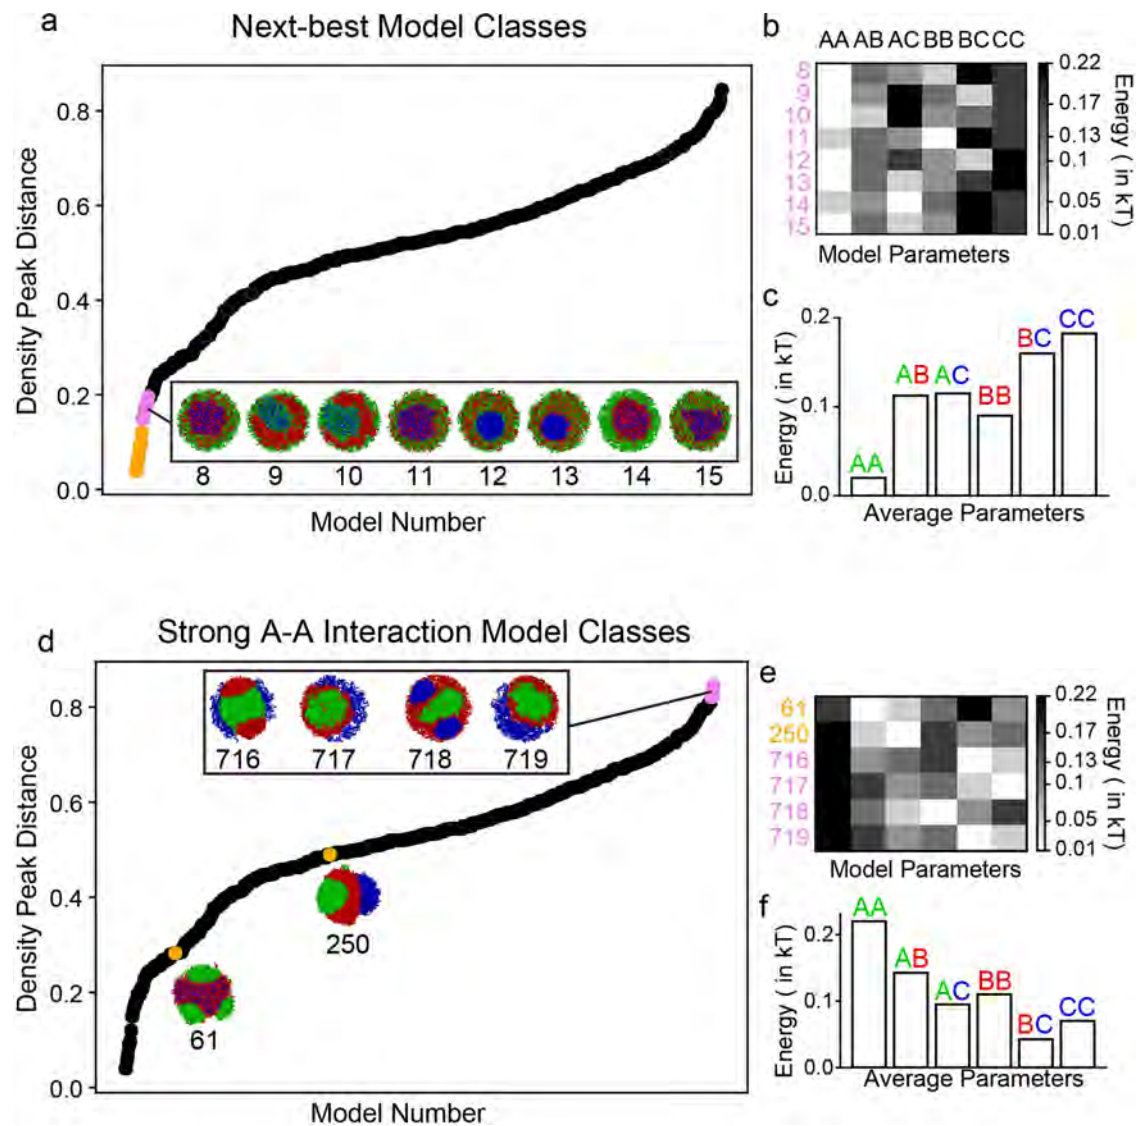 a
Next-best Model Classes
Density Peak Distance
0.8
0.6
0.4
0.2
0.0
8 9 10 11 12 13 14 15
Model Number
b
AA AB AC BB BC CC
8
9
10
11
12
13
14
15
0.22
0.17
0.13
0.1
0.05
0.01
Energy ( in kT)
Model Parameters
c
Energy ( in kT)
0.2
0.1
0.0
AA AB AC BB BC CC
Average Parameters
d
Strong A-A Interaction Model Classes
Density Peak Distance
0.8
0.6
0.4
0.2
0.0
716 717 718 719
250
61
Model Number
e
61
250
716
717
718
719
0.22
0.17
0.13
0.1
0.05
0.01
Energy ( in kT)
Model Parameters
f
Energy ( in kT)
0.2
0.1
0.0
AA AB AC BB BC CC
Average Parameters